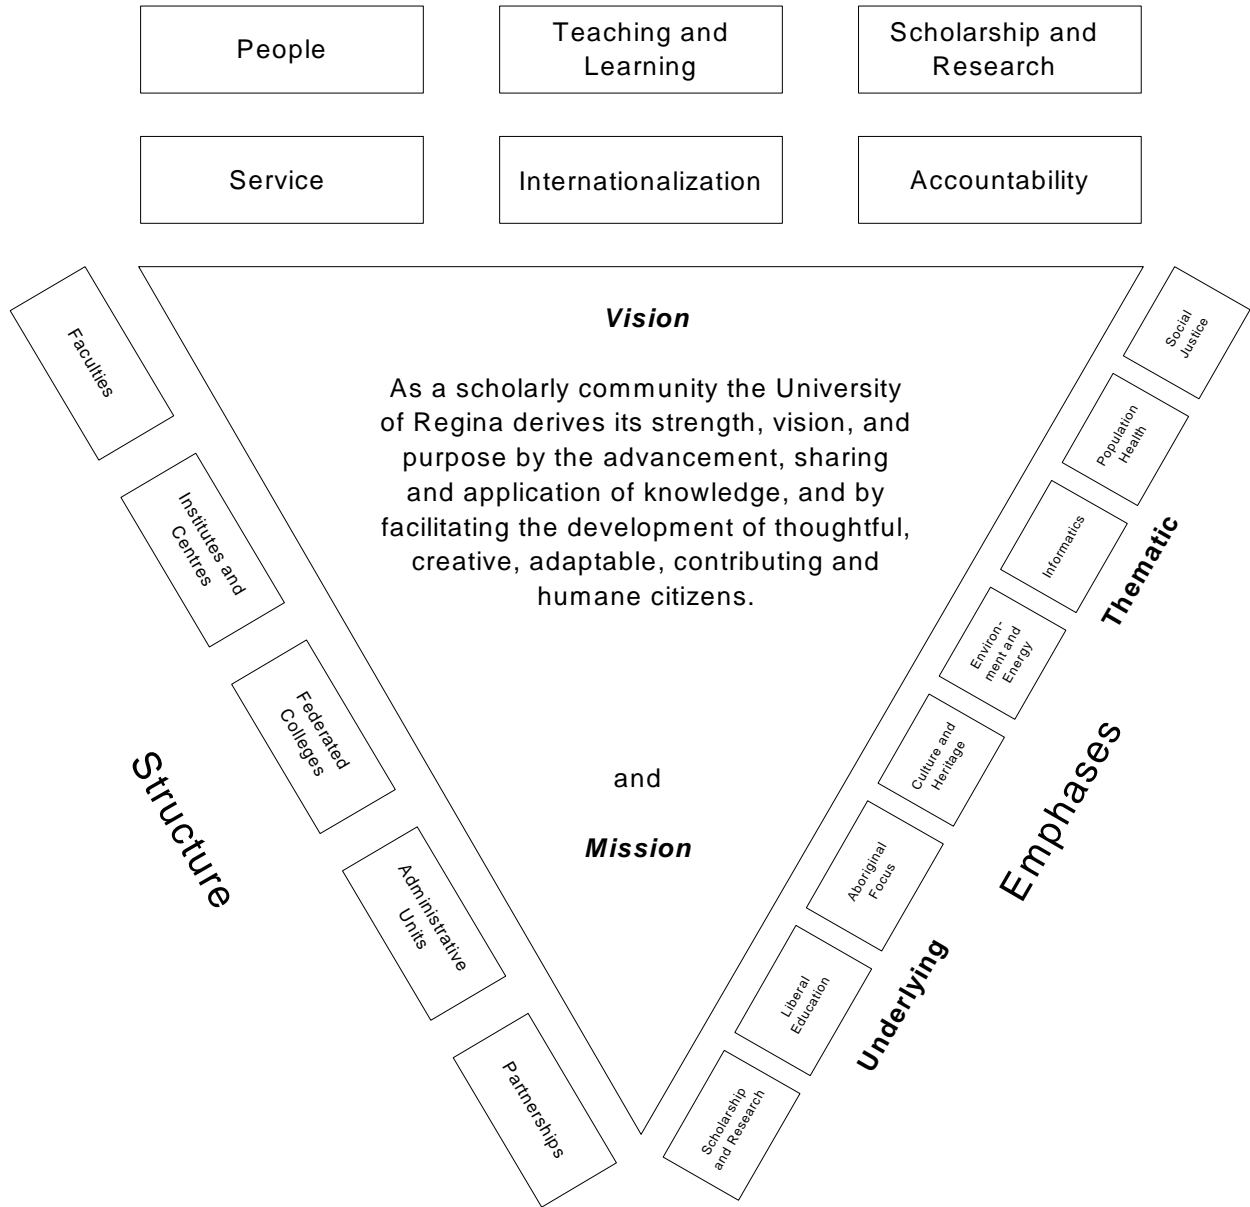 People
Teaching and
Learning
Scholarship and
Research
Service
Internationalization
Accountability
Vision
As a scholarly community the University
of Regina derives its strength, vision, and
purpose by the advancement, sharing
and application of knowledge, and by
facilitating the development of thoughtful,
creative, adaptable, contributing and
humane citizens.
and
Mission
Structure
Faculties
Institutes and
Centres
Federated
Colleges
Administrative
Units
Partnerships
Emphases
Thematic
Social
Justice
Population
Health
Informatics
Environ-
ment and
Energy
Culture and
Heritage
Underlying
Aboriginal
Focus
Liberal
Education
Scholarship
and Research